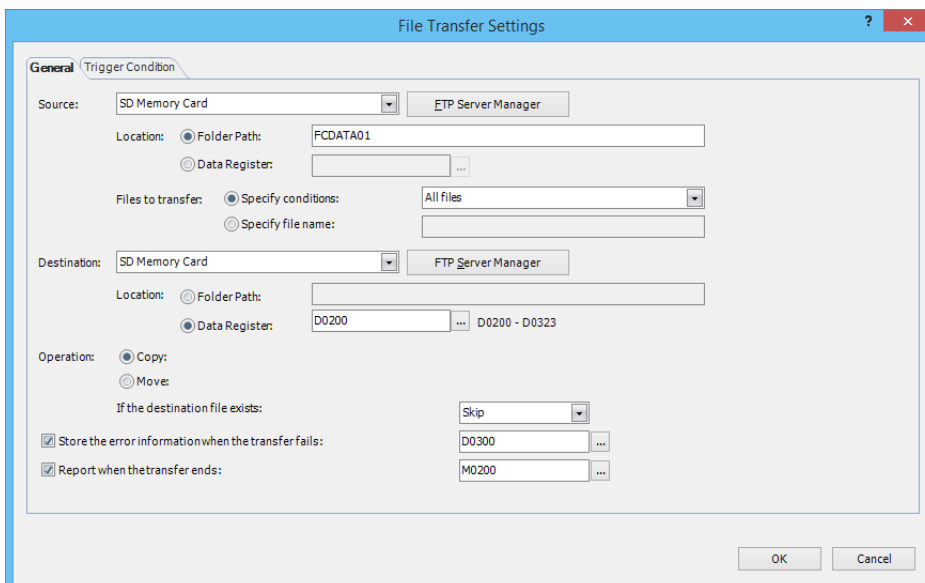 File Transfer Settings
?
General Trigger Condition
Source: SD Memory Card FTP Server Manager
Location: Folder Path: FCDATA01
Data Register: ...
Files to transfer: Specify conditions: All files
Specify file name:
Destination: SD Memory Card FTP Server Manager
Location: Folder Path:
Data Register: D0200 ... D0200 - D0323
Operation: Copy:
Move:
If the destination file exists: Skip
Store the error information when the transfer fails: D0300 ...
Report when the transfer ends: M0200 ...
OK Cancel